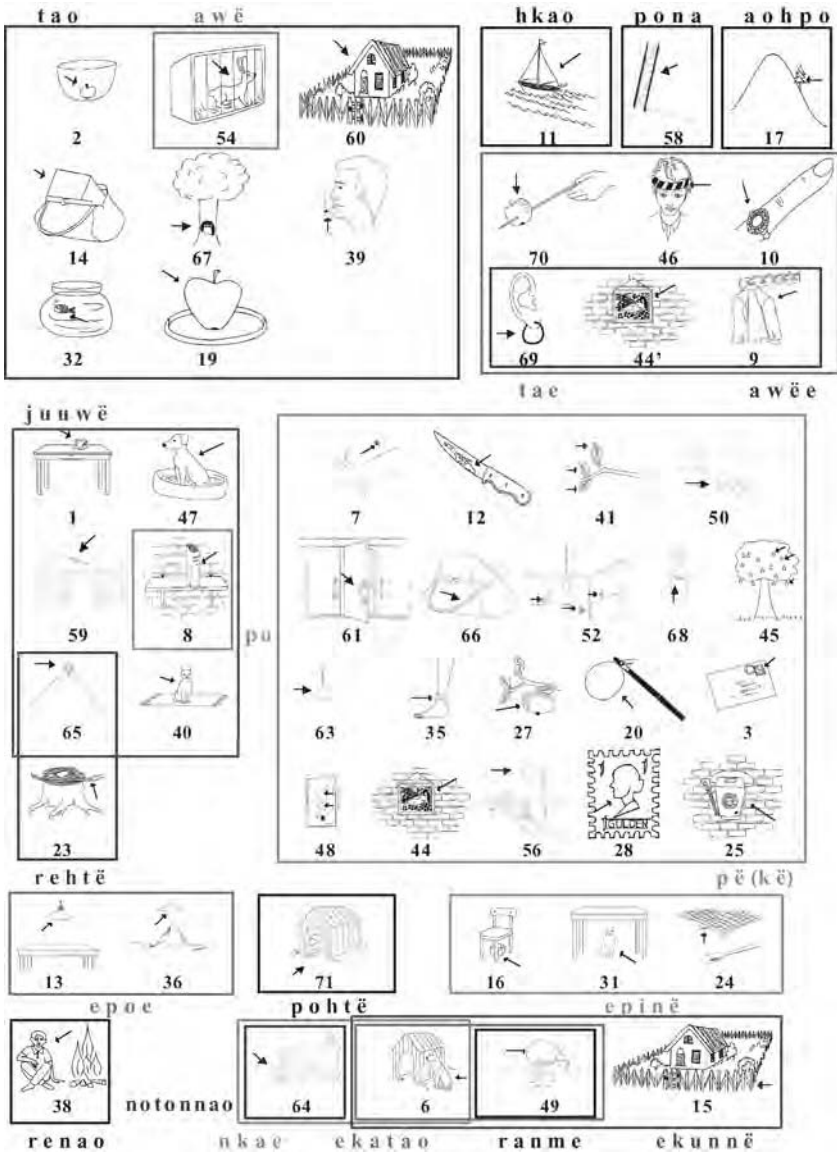 tao awë hkao pona aohpo
2 54 60 11 58 17
14 67 39 70 46 10
32 19 69 44' 9
tae awëe
juuwë
1 47 7 12 41 50
59 8 pu 61 66 52 68 45
65 40 63 35 27 20 3
GULDEN
23 48 44 56 28 25
rehtë pë (kë)
13 36 71 16 31 24
epoe pohtë epinë
38 notonnao 64 6 49 15
renao nkae ekatao ranme ekunnë